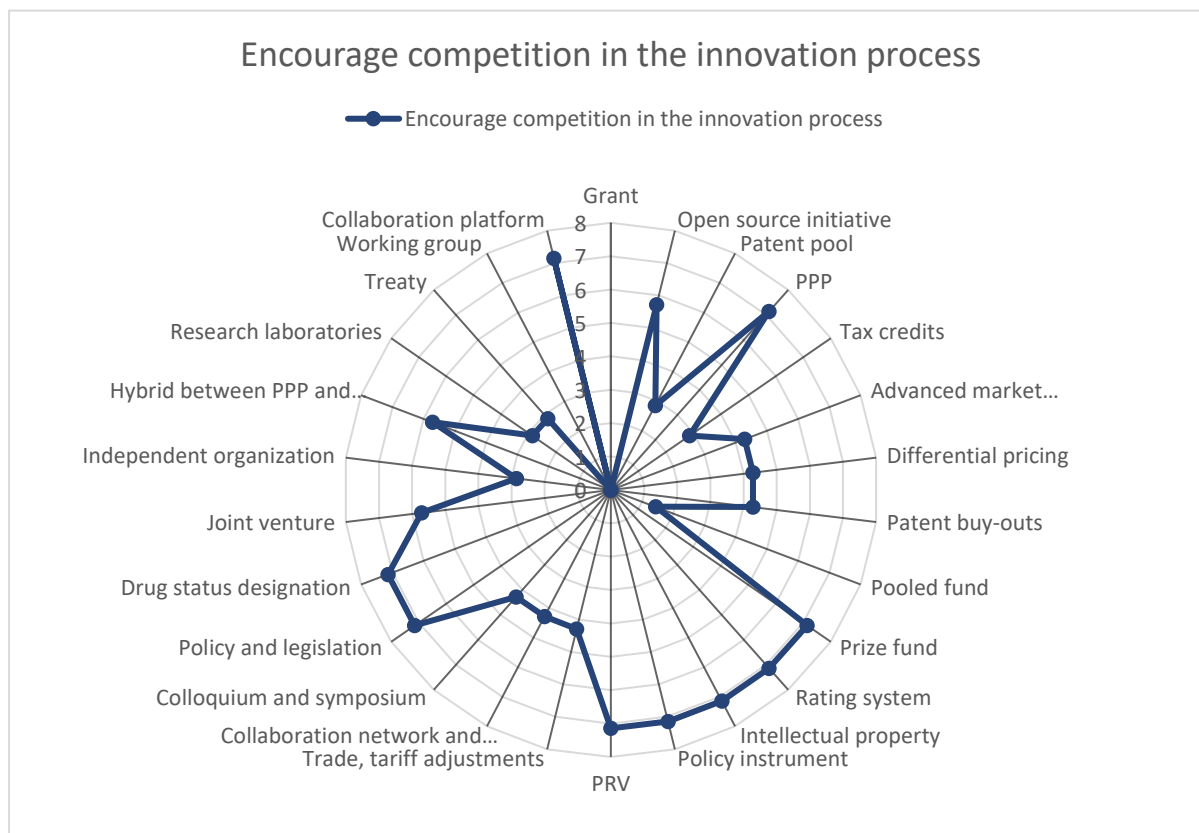 Encourage competition in the innovation process
Encourage competition in the innovation process
Grant
Open source initiative
Patent pool
PPP
Tax credits
Advanced market...
Differential pricing
Patent buy-outs
Pooled fund
Prize fund
Rating system
Intellectual property
Policy instrument
PRV
Trade, tariff adjustments
Collaboration network and...
Colloquium and symposium
Policy and legislation
Drug status designation
Joint venture
Independent organization
Hybrid between PPP and...
Research laboratories
Treaty
Working group
Collaboration platform
8
7
6
5
4
3
2
1
0